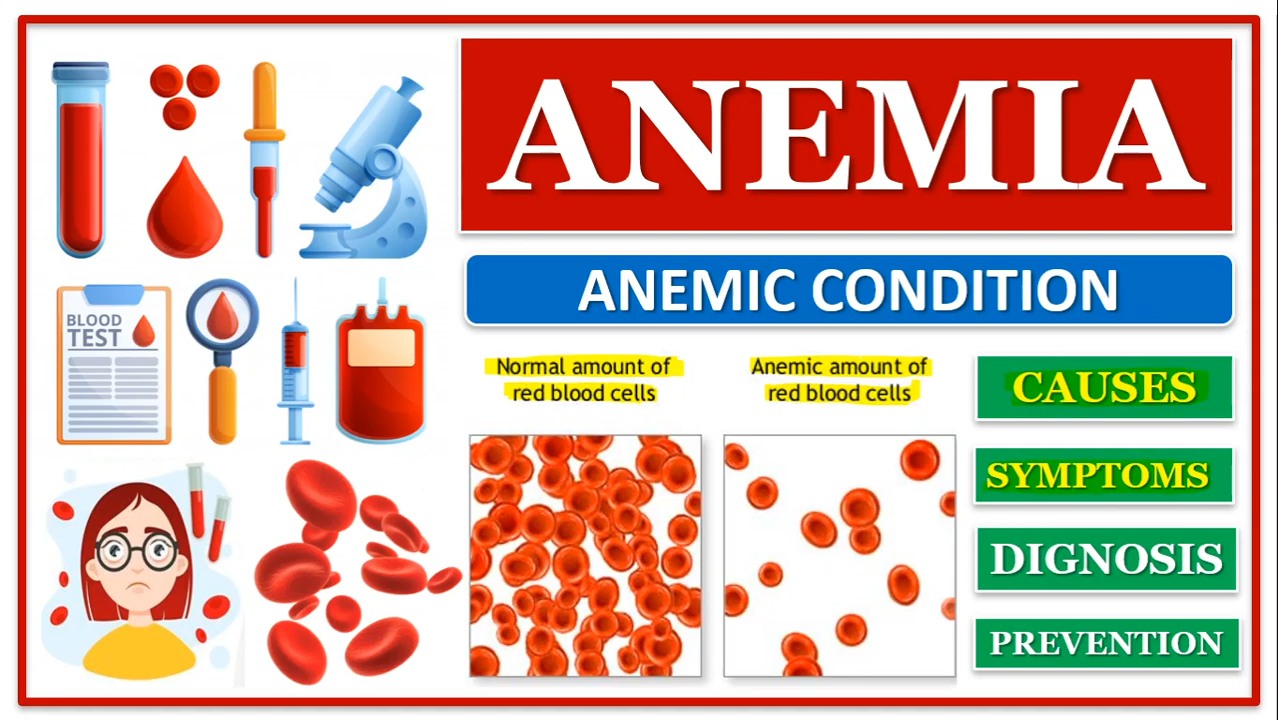 ANEMIA
ANEMIC CONDITION
BLOOD
TEST
Normal amount of
red blood cells
Anemic amount of
red blood cells
CAUSES
SYMPTOMS
DIGNOSIS
PREVENTION